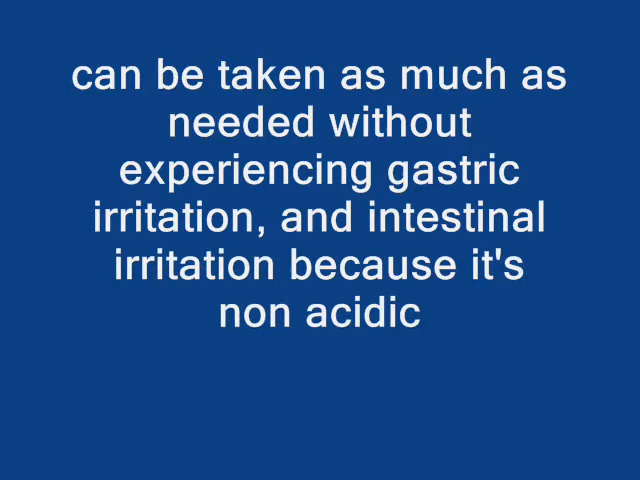 can be taken as much as
needed without
experiencing gastric
irritation, and intestinal
irritation because it's
non acidic